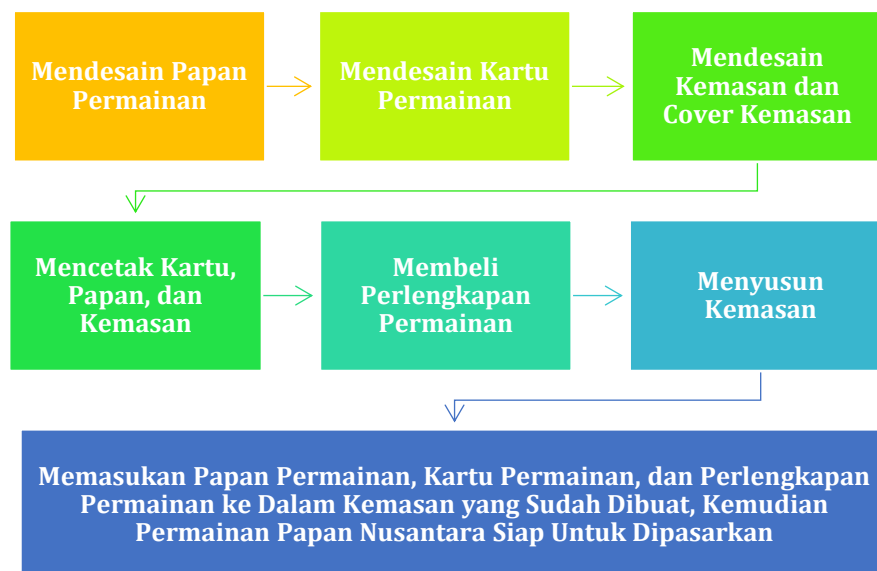 Mendesain Papan
Permainan
Mendesain Kartu
Permainan
Mendesain
Kemasan dan
Cover Kemasan
Mencetak Kartu,
Papan, dan
Kemasan
Membeli
Perlengkapan
Permainan
Menyusun
Kemasan
Memasukan Papan Permainan, Kartu Permainan, dan Perlengkapan
Permainan ke Dalam Kemasan yang Sudah Dibuat, Kemudian
Permainan Papan Nusantara Siap Untuk Dipasarkan